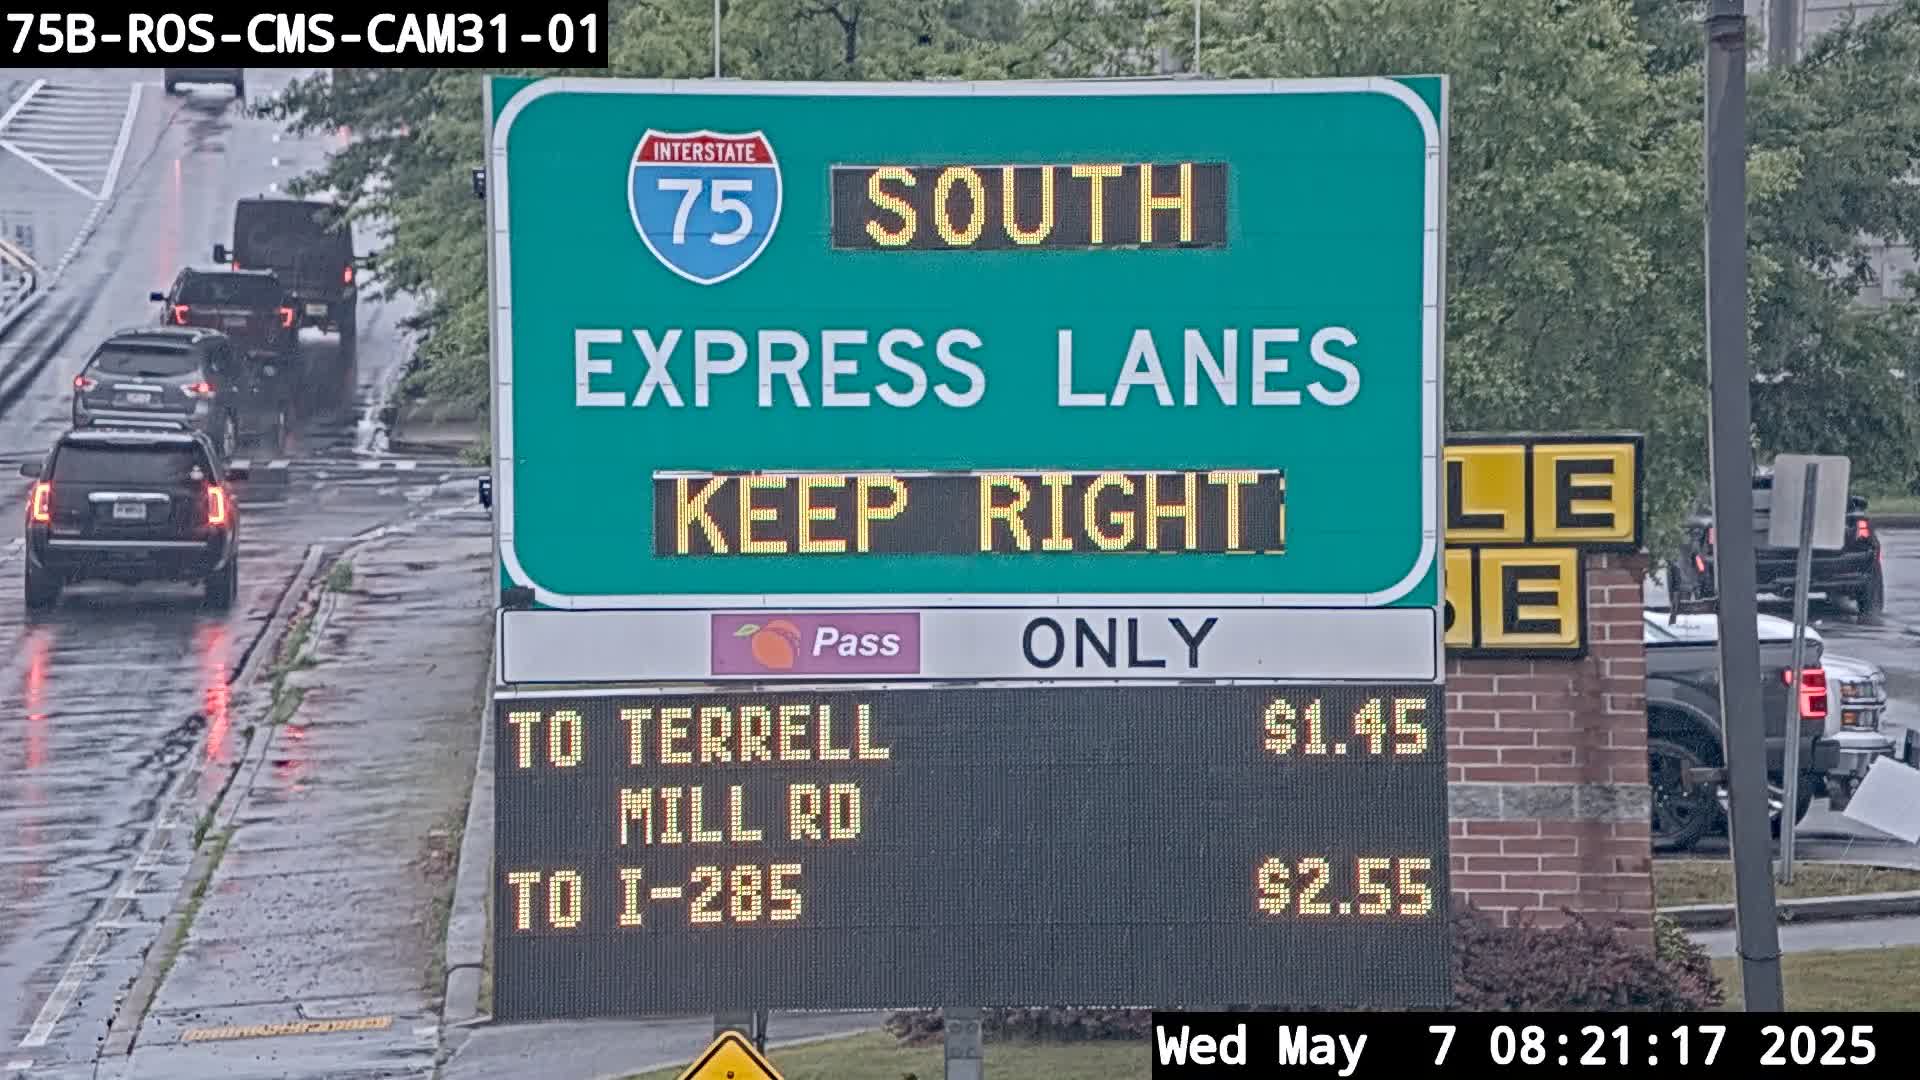 75B-ROS-CMS-CAM31-01
INTERSTATE
75
SOUTH
EXPRESS LANES
KEEP RIGHT
Pass ONLY
TO TERRELL $1.45
MILL RD
TO I-285 $2.55
LE
E
Wed May 7 08:21:17 2025